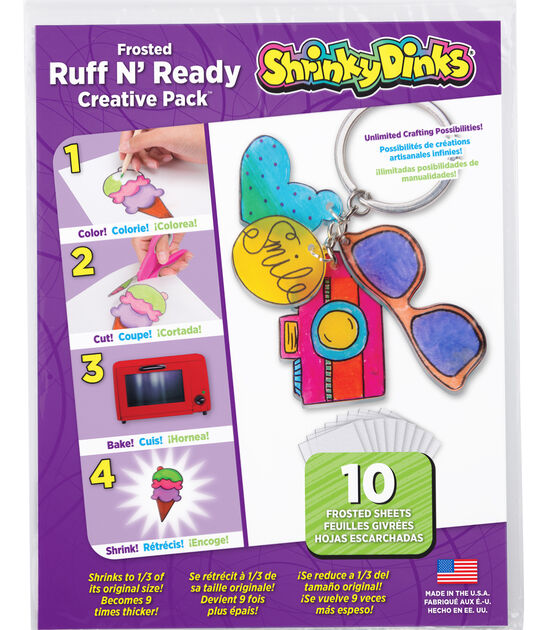 Frosted
Ruff N' Ready
Creative Pack™
ShrinkyDinks®
Unlimited Crafting Possibilities!
Possibilités de créations
artisanales infinies!
¡Ilimitadas posibilidades de
manualidades!
1
Color! Colorie! ¡Colorea!
2
Cut! Coupe! ¡Cortada!
3
Bake! Cuis! ¡Hornea!
4
Shrink! Rétrécis! ¡Encoge!
Smile
10
FROSTED SHEETS
FEUILLES GIVRÉES
HOJAS ESCARCHADAS
Shrinks to 1/3 of
its original size!
Becomes 9
times thicker!
Se rétrécit à 1/3 de
sa taille originale!
Devient 9 fois
plus épais!
¡Se reduce a 1/3 del
tamaño original!
¡Se vuelve 9 veces
más espeso!
MADE IN THE U.S.A.
FABRIQUÉ AUX É.-U.
HECHO EN EE. UU.